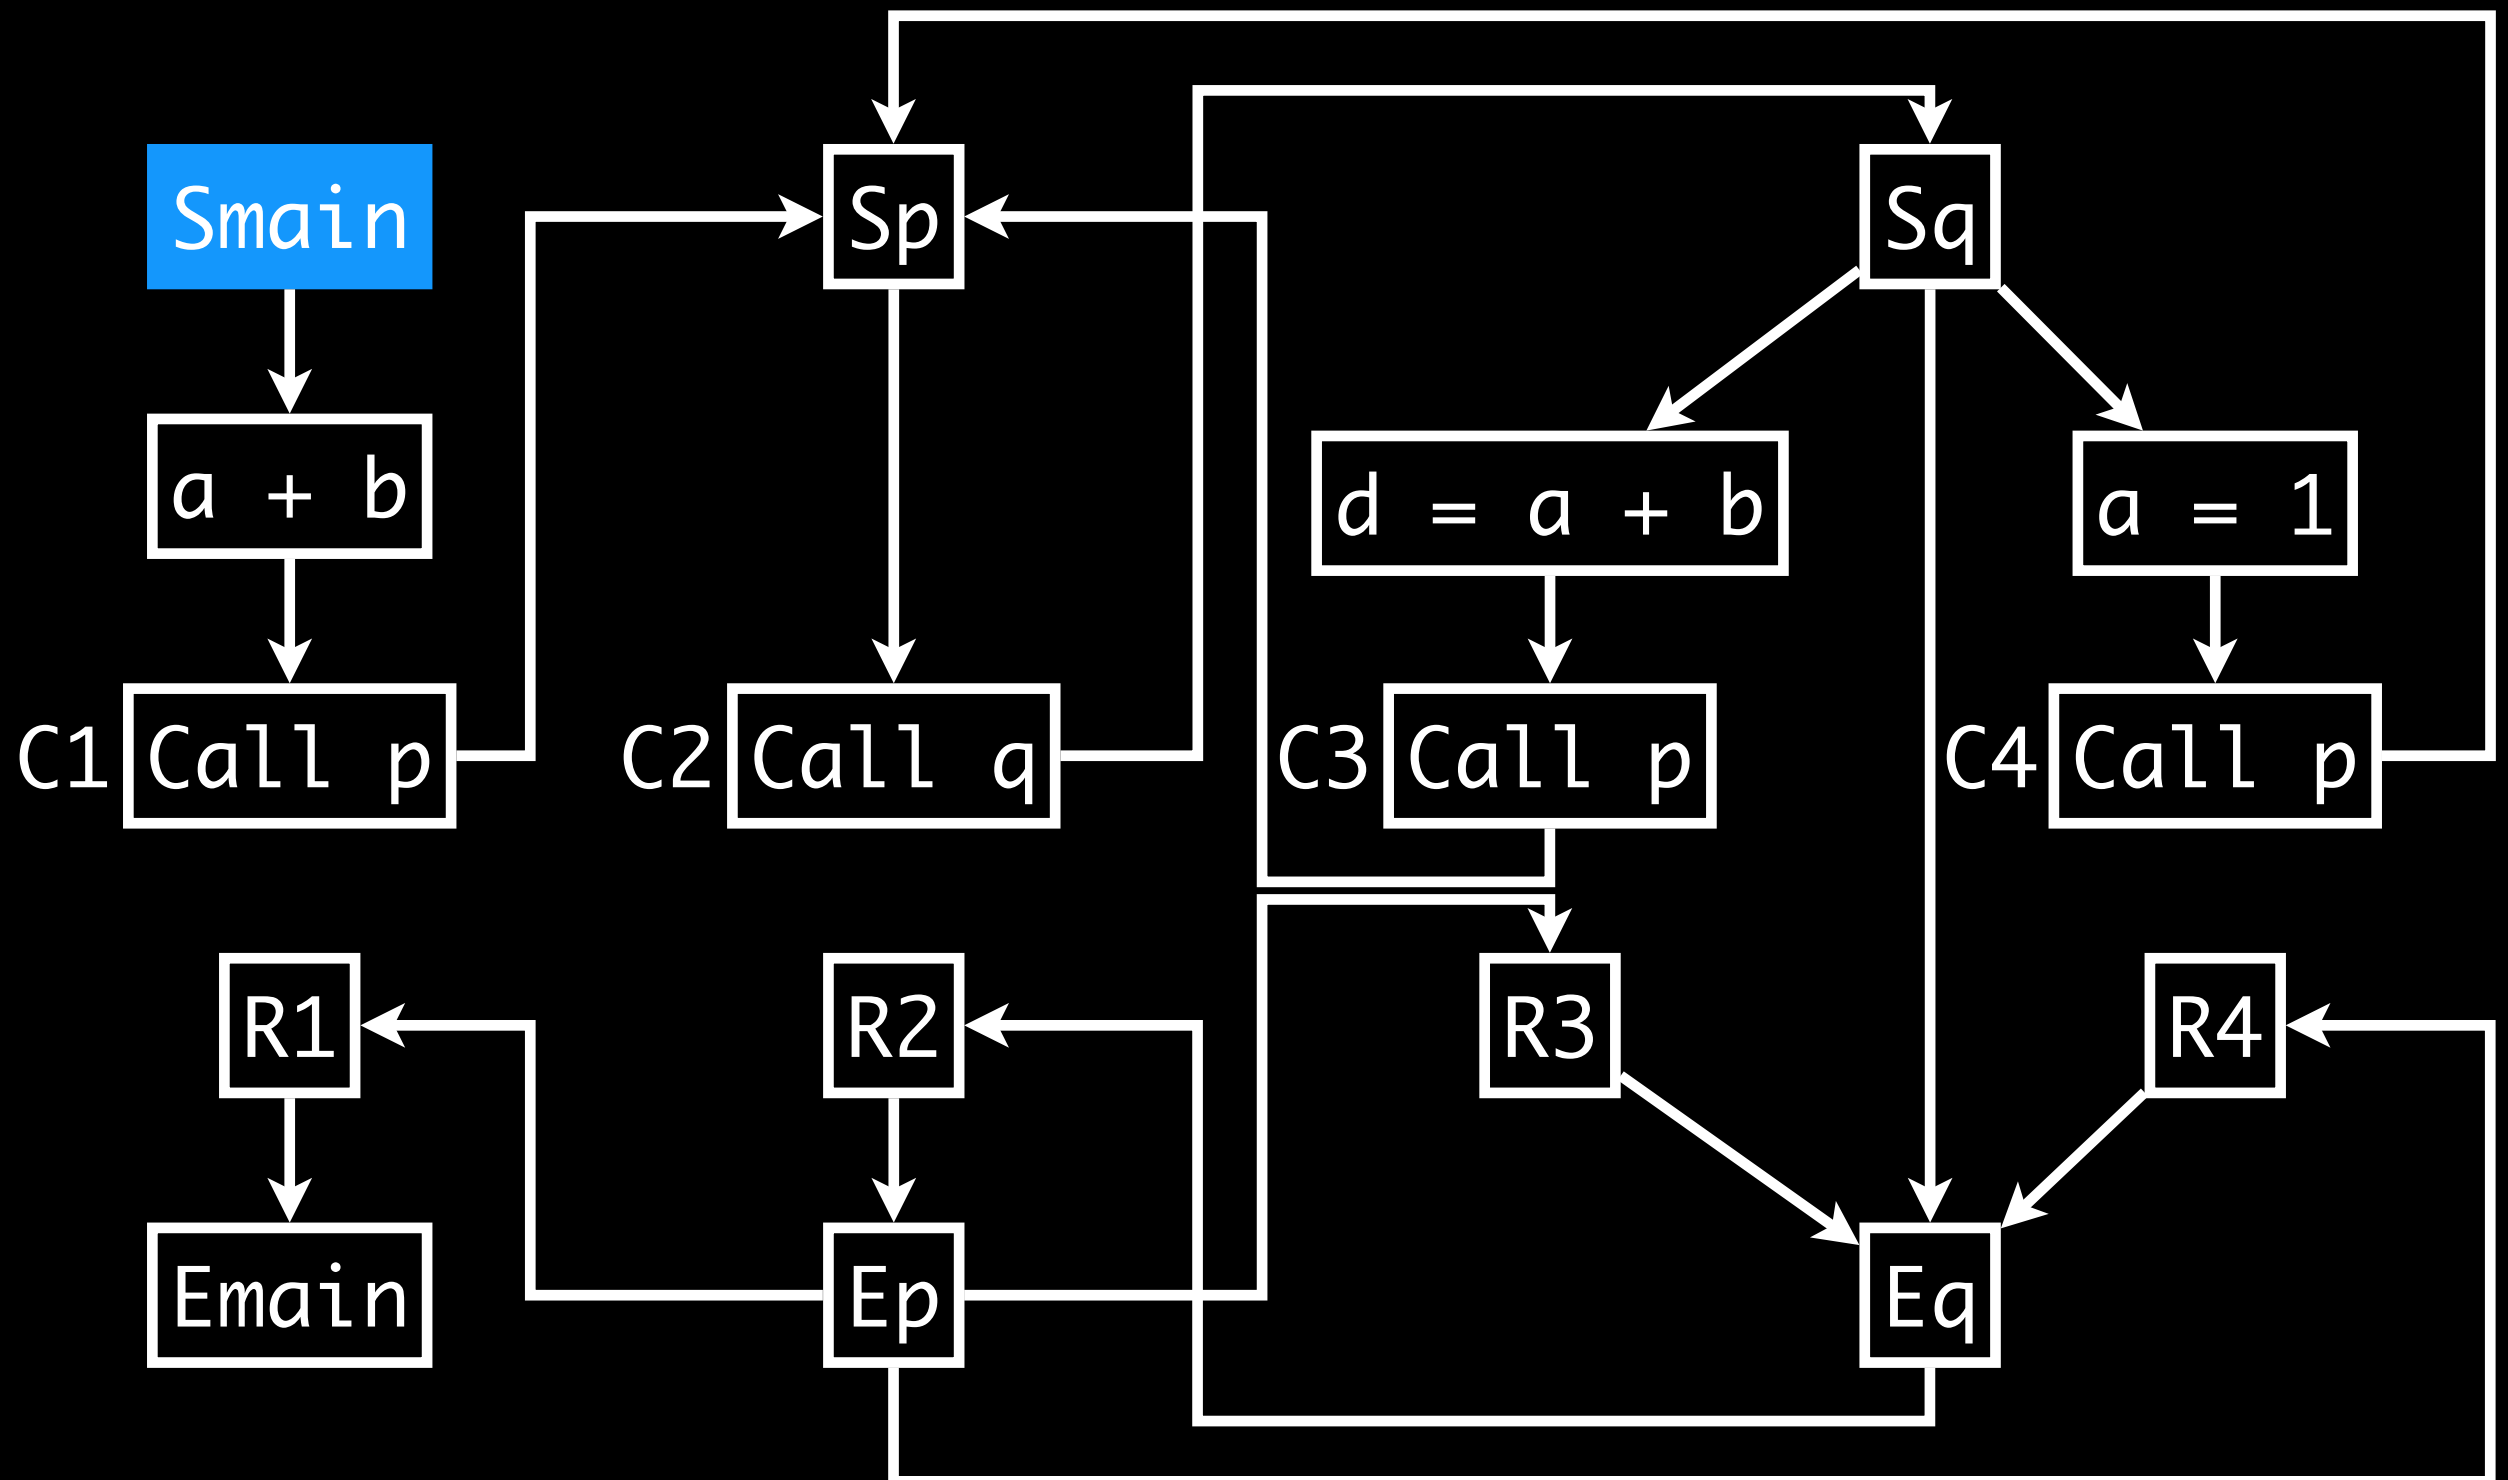 Smain
Sp
Sq
a + b
d = a + b
a = 1
C1 Call p
C2 Call q
C3 Call p
C4 Call p
R1
R2
R3
R4
Emain
Ep
Eq